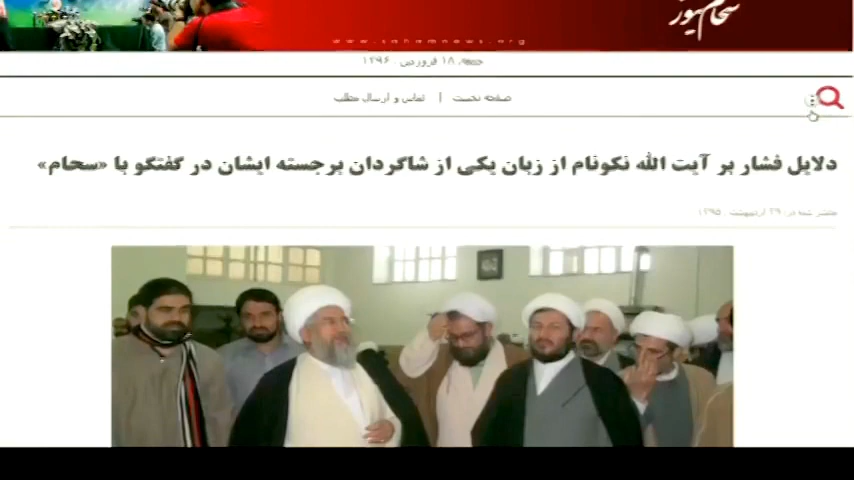 سحام نیوز
www.sahamnews.org
جمعه, ۱۸ فروردین , ۱۳۹۶
صفحه نخست | تماس و ارسال مطلب
دلایل فشار بر آیت الله نکونام از زبان یکی از شاگردان برجسته ایشان در گفتگو با «سحام»
منتشر شده در: ۲۹ اردیبهشت , ۱۳۹۵